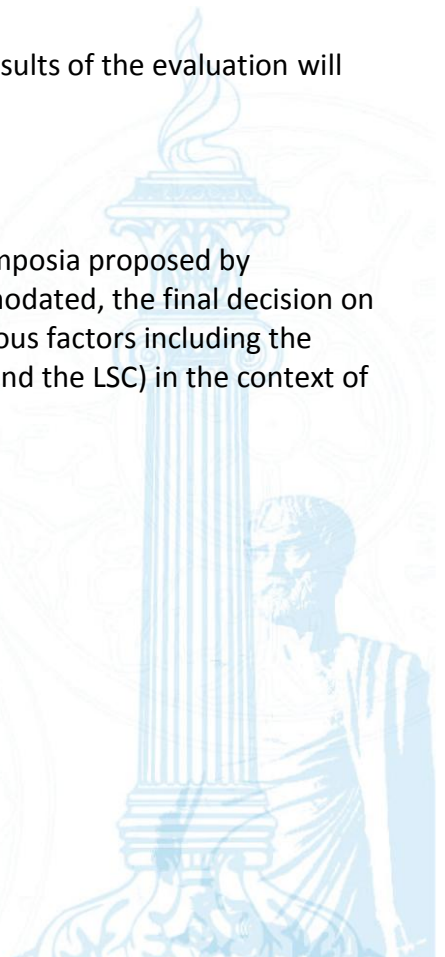 sults of the evaluation will
mposia proposed by
nodated, the final decision on
ous factors including the
nd the LSC) in the context of